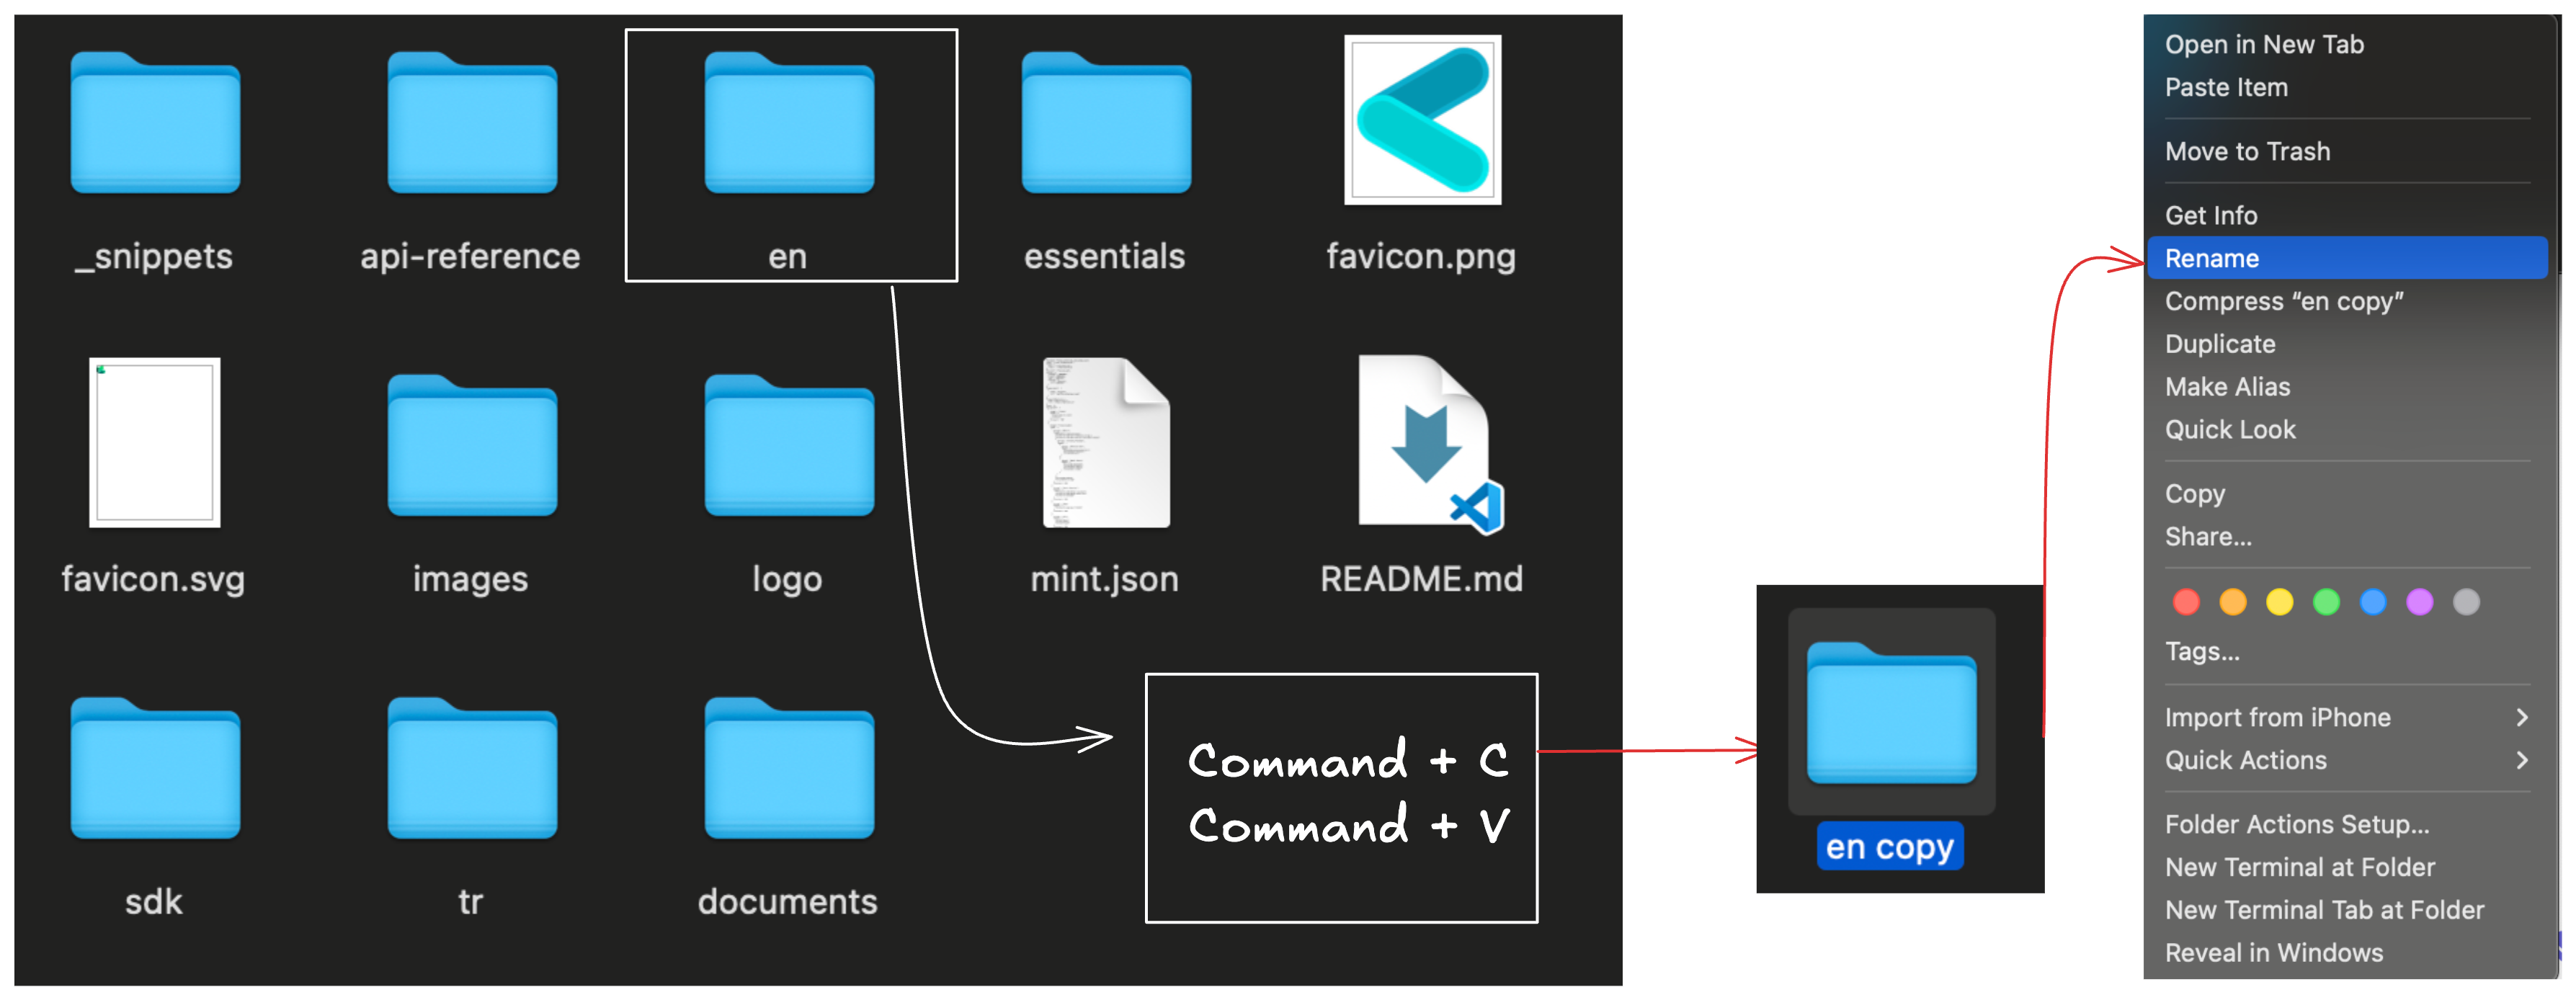 _snippets
api-reference
en
essentials
favicon.png
favicon.svg
images
logo
mint.json
README.md
sdk
tr
documents
Command + C
Command + V
en copy
Open in New Tab
Paste Item
Move to Trash
Get Info
Rename
Compress “en copy”
Duplicate
Make Alias
Quick Look
Copy
Share...
Tags...
Import from iPhone
Quick Actions
Folder Actions Setup...
New Terminal at Folder
New Terminal Tab at Folder
Reveal in Windows